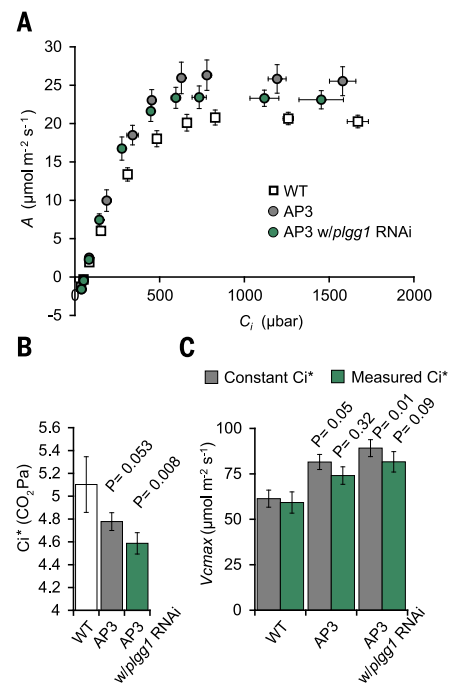 A
30
25
20
15
10
5
0
-5
A (μmol m⁻² s⁻¹)
WT
AP3
AP3 w/plgg1 RNAi
0 500 1000 1500 2000
Cᵢ (μbar)
B
5.6
5.4
5.2
5
4.8
4.6
4.4
4.2
4
Ci* (CO₂Pa)
P= 0.053
P= 0.008
WT
AP3
AP3
w/plgg1 RNAi
C
Constant Ci* Measured Ci*
100
75
50
25
0
Vcmax (μmol m⁻² s⁻¹)
P= 0.05
P= 0.32
P= 0.01
P= 0.09
WT
AP3
AP3
w/plgg1 RNAi